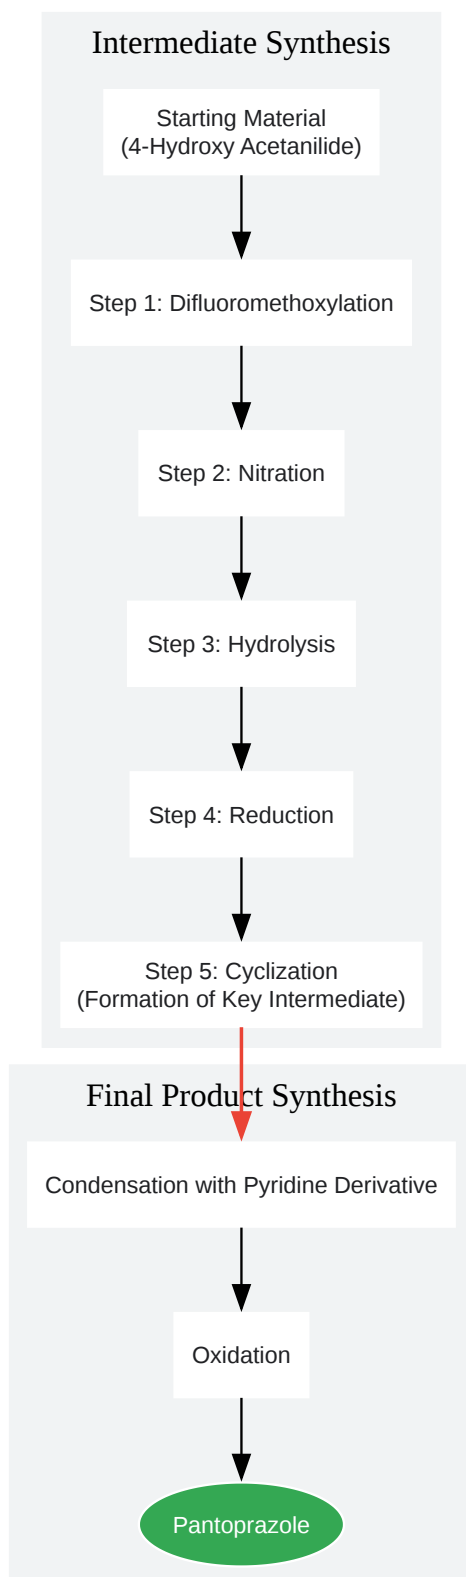 Intermediate Synthesis
Starting Material
(4-Hydroxy Acetanilide)
Step 1: Difluoromethoxylation
Step 2: Nitration
Step 3: Hydrolysis
Step 4: Reduction
Step 5: Cyclization
(Formation of Key Intermediate)
Final Product Synthesis
Condensation with Pyridine Derivative
Oxidation
Pantoprazole